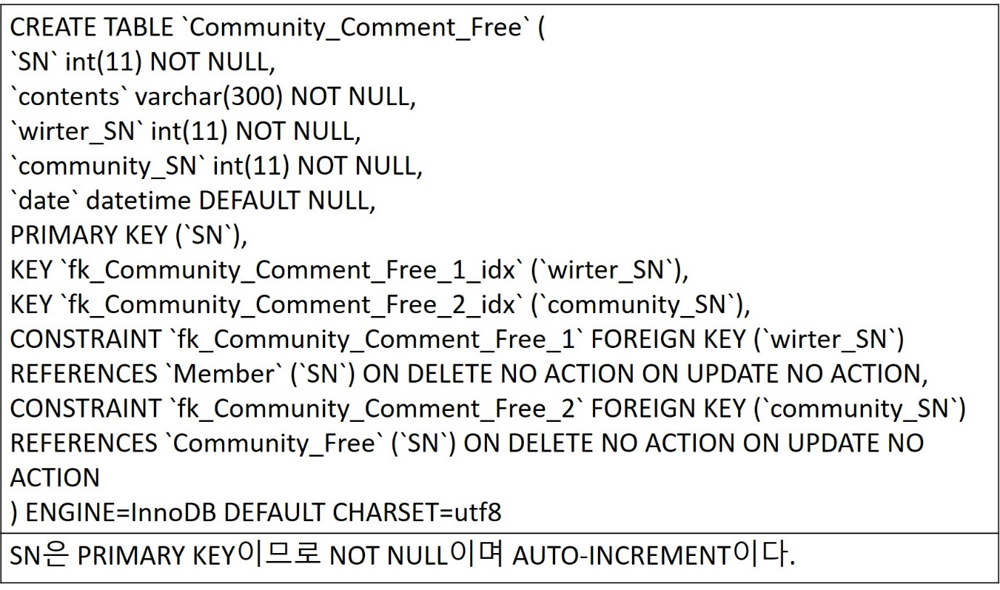 CREATE TABLE `Community_Comment_Free` (
`SN` int(11) NOT NULL,
`contents` varchar(300) NOT NULL,
`wirter_SN` int(11) NOT NULL,
`community_SN` int(11) NOT NULL,
`date` datetime DEFAULT NULL,
PRIMARY KEY (`SN`),
KEY `fk_Community_Comment_Free_1_idx` (`wirter_SN`),
KEY `fk_Community_Comment_Free_2_idx` (`community_SN`),
CONSTRAINT `fk_Community_Comment_Free_1` FOREIGN KEY (`wirter_SN`)
REFERENCES `Member` (`SN`) ON DELETE NO ACTION ON UPDATE NO ACTION,
CONSTRAINT `fk_Community_Comment_Free_2` FOREIGN KEY (`community_SN`)
REFERENCES `Community_Free` (`SN`) ON DELETE NO ACTION ON UPDATE NO
ACTION
) ENGINE=InnoDB DEFAULT CHARSET=utf8
SN은 PRIMARY KEY이므로 NOT NULL이며 AUTO-INCREMENT이다.